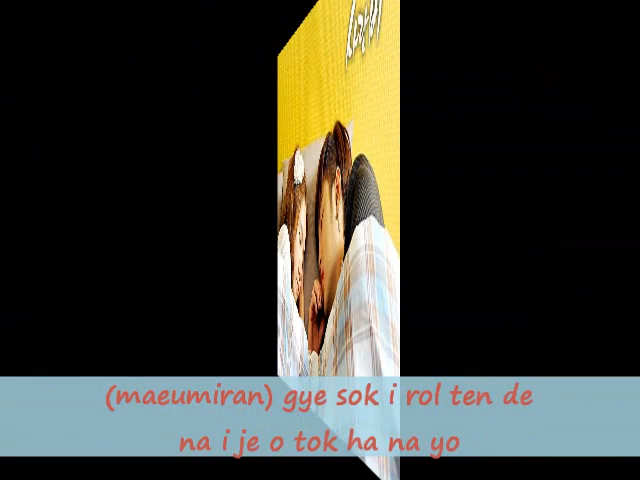 (maeumiran) gye sok i rol ten de
na i je o tok ha na yo